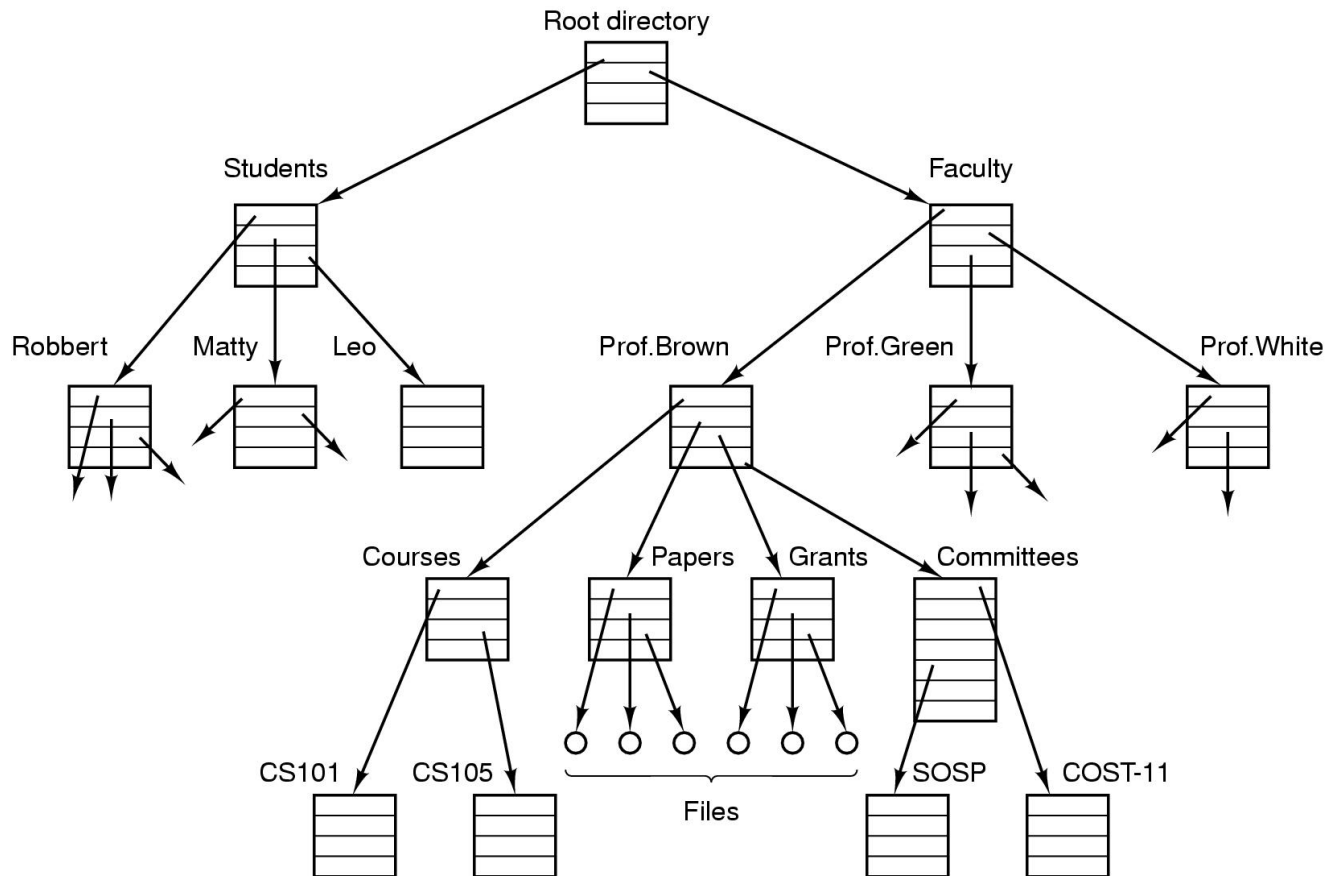 Root directory
Students
Faculty
Robbert
Matty
Leo
Prof.Brown
Prof.Green
Prof.White
Courses
Papers
Grants
Committees
CS101
CS105
SOSP
COST-11
Files